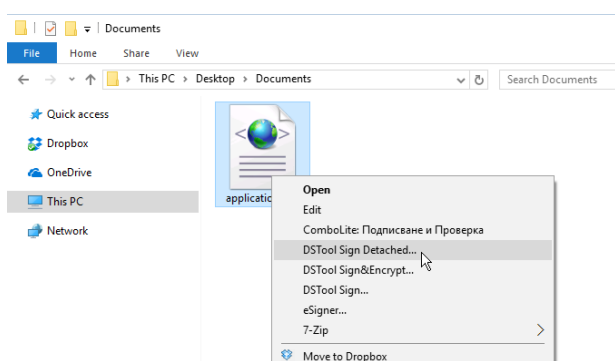 Documents
File Home Share View
This PC Desktop Documents Search Documents
Quick access
Dropbox
OneDrive
This PC
Network
applicatio
Open
Edit
ComboLite: Подписване и Проверка
DSTool Sign Detached...
DSTool Sign&Encrypt...
DSTool Sign...
eSigner...
7-Zip
Move to Dropbox